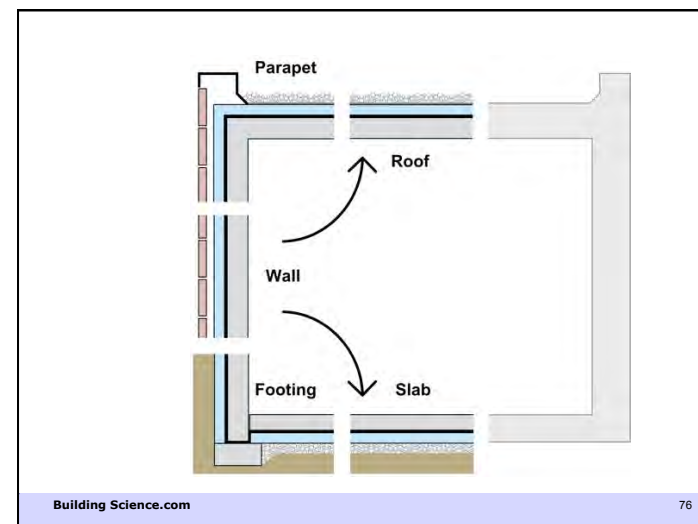 Parapet
Roof
Wall
Footing
Slab
Building Science.com
76